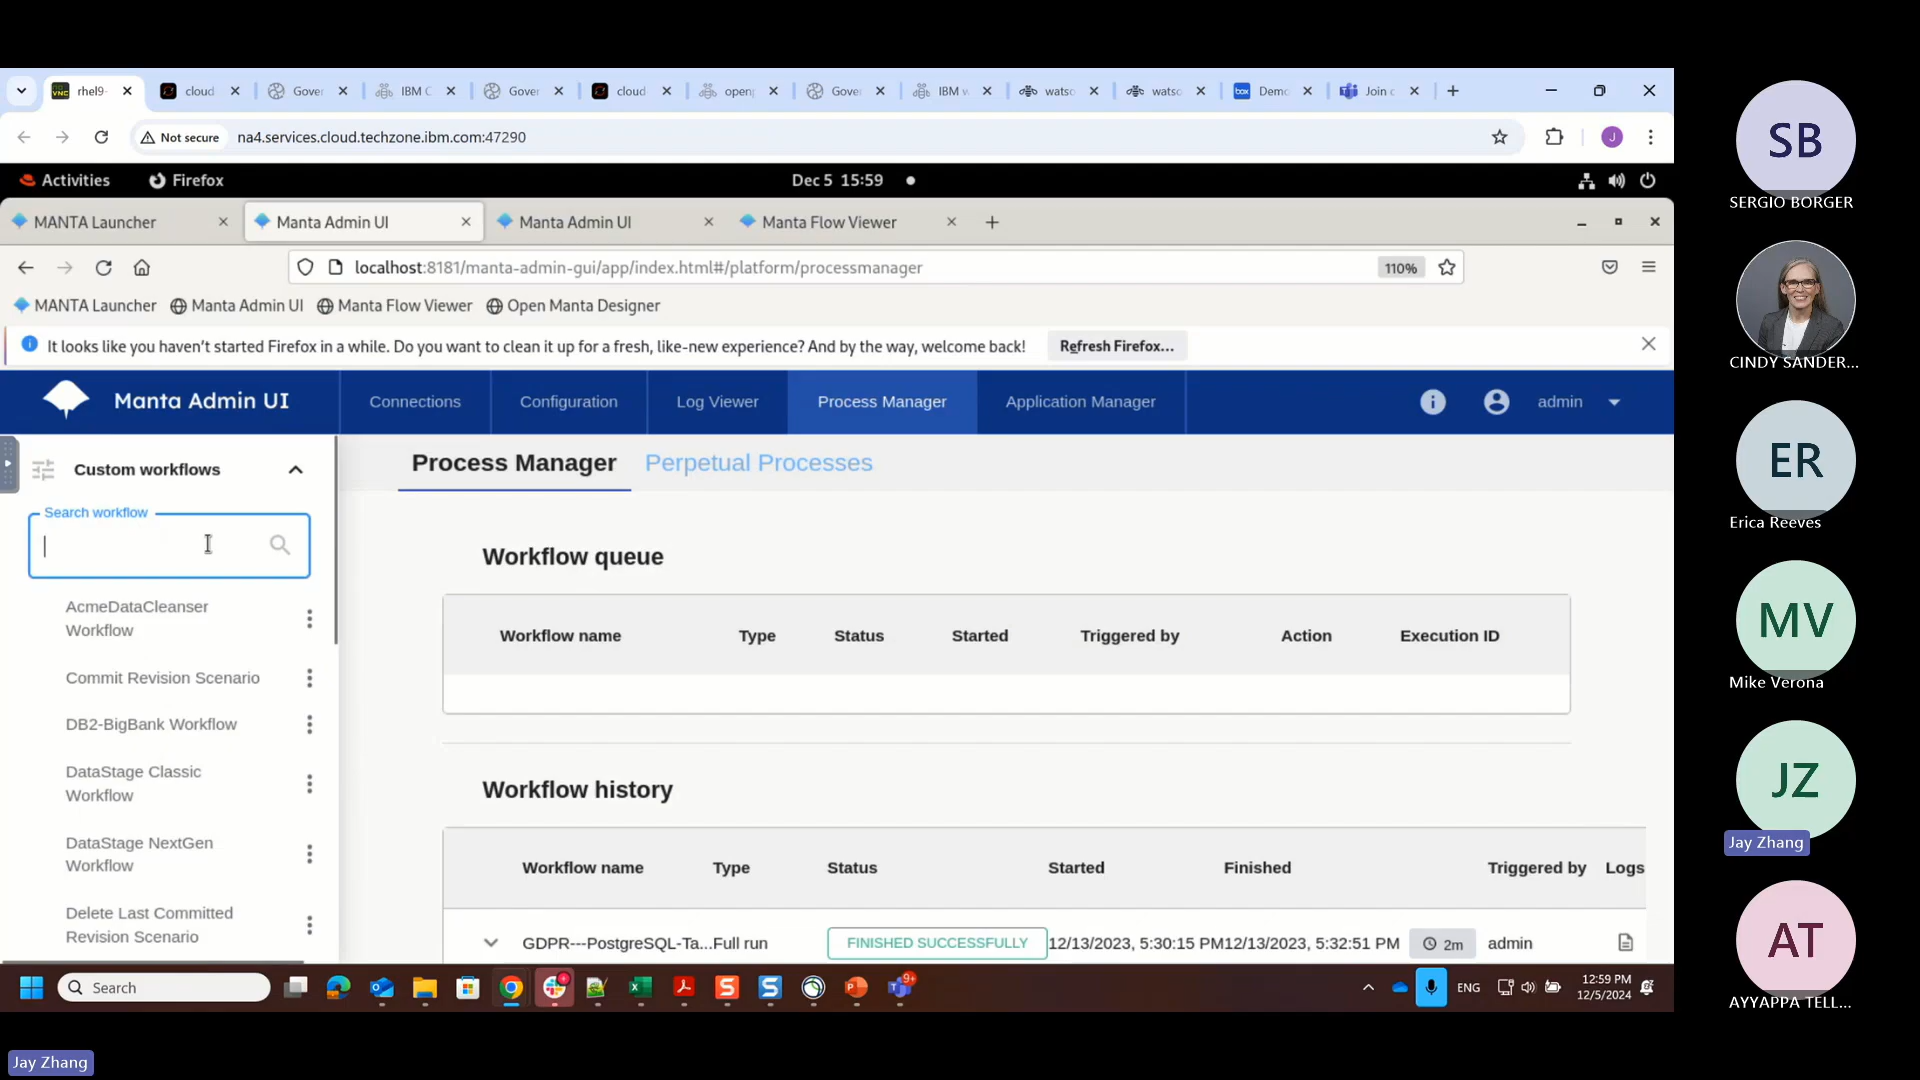 rhel9-
cloud
Gover
IBM C
Gover
cloud
openp
Gove
IBM w
watso
watso
Demo
Join c
Not secure
na4.services.cloud.techzone.ibm.com:47290
Activities
Firefox
Dec 5 15:59
MANTA Launcher
Manta Admin UI
Manta Admin UI
Manta Flow Viewer
localhost:8181/manta-admin-gui/app/index.html#/platform/processmanager
110%
MANTA Launcher
Manta Admin UI
Manta Flow Viewer
Open Manta Designer
It looks like you haven't started Firefox in a while. Do you want to clean it up for a fresh, like-new experience? And by the way, welcome back!
Refresh Firefox...
Manta Admin UI
Connections
Configuration
Log Viewer
Process Manager
Application Manager
admin
Custom workflows
Search workflow
AcmeDataCleanser
Workflow
Commit Revision Scenario
DB2-BigBank Workflow
DataStage Classic
Workflow
DataStage NextGen
Workflow
Delete Last Committed
Revision Scenario
Process Manager
Perpetual Processes
Workflow queue
Workflow name Type Status Started Triggered by Action Execution ID
Workflow history
Workflow name Type Status Started Finished Triggered by Logs
GDPR---PostgreSQL-Ta...Full run FINISHED SUCCESSFULLY 12/13/2023, 5:30:15 PM12/13/2023, 5:32:51 PM 2m admin
Search
9+
ENG
12:59 PM
12/5/2024
SB
SERGIO BORGER
CINDY SANDER...
ER
Erica Reeves
MV
Mike Verona
JZ
Jay Zhang
AT
AYYAPPA TELL...
Jay Zhang